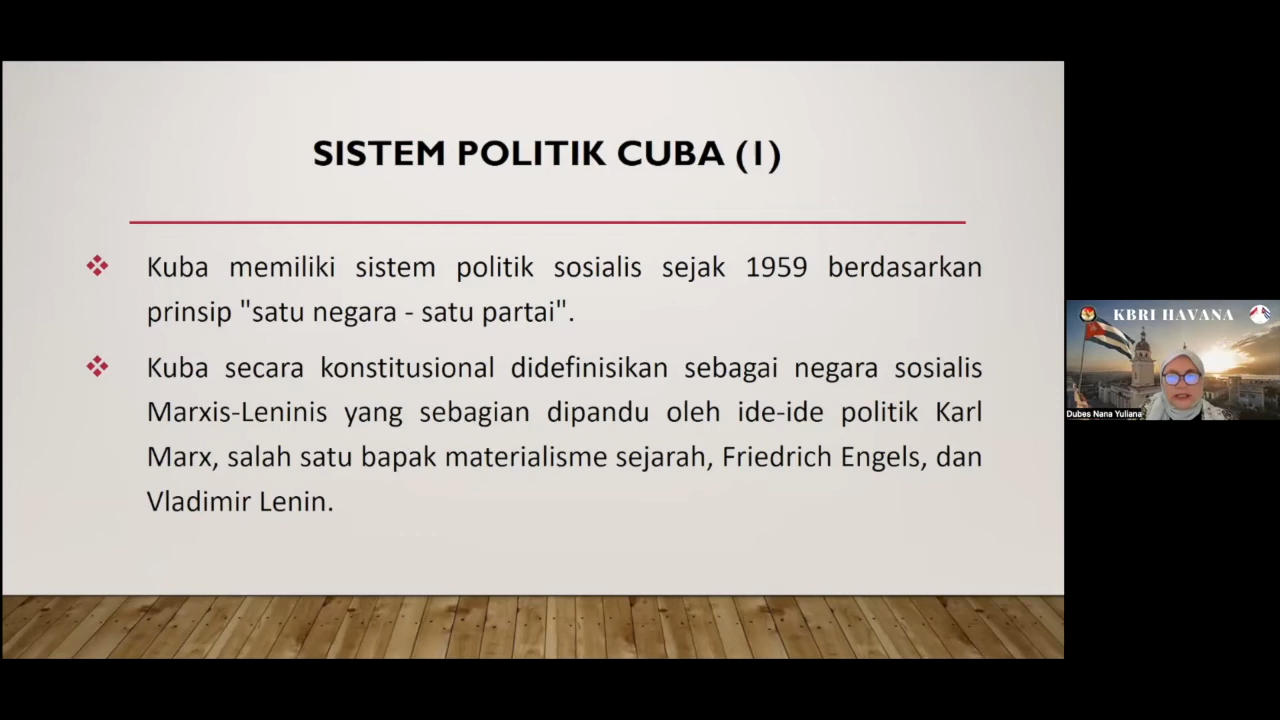 SISTEM POLITIK CUBA (1)
Kuba memiliki sistem politik sosialis sejak 1959 berdasarkan
prinsip "satu negara - satu partai".
Kuba secara konstitusional didefinisikan sebagai negara sosialis
Marxis-Leninis yang sebagian dipandu oleh ide-ide politik Karl
Marx, salah satu bapak materialisme sejarah, Friedrich Engels, dan
Vladimir Lenin.
KBRI HAVANA
Dubes Nana Yuliana